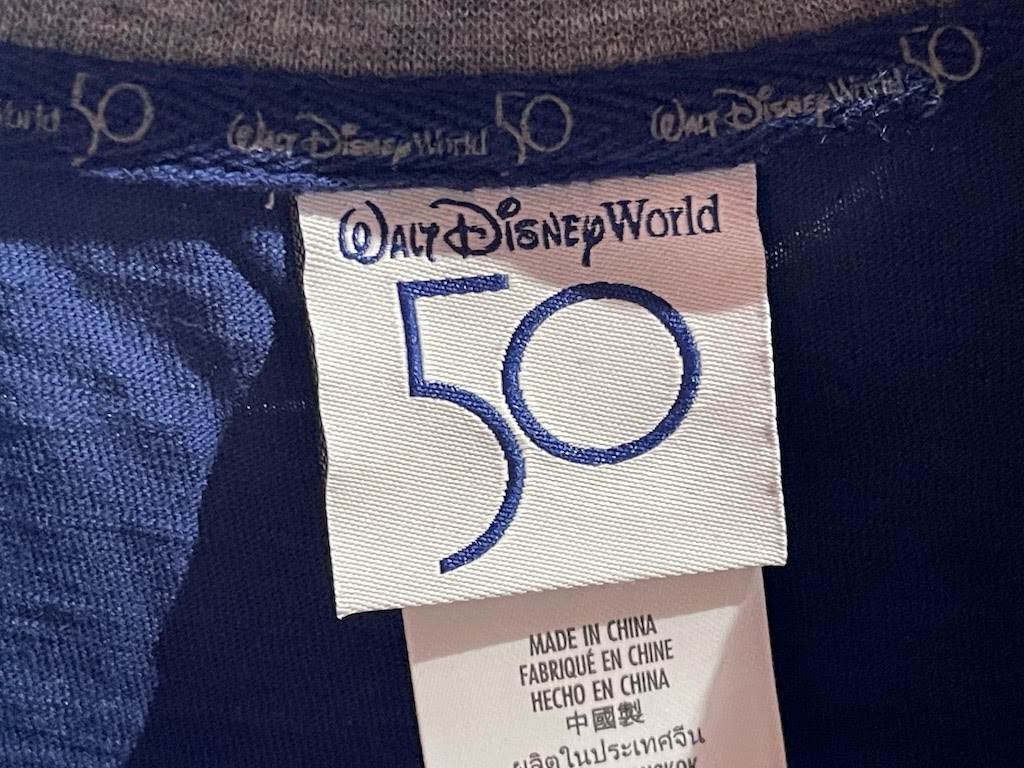 World 50 Walt Disney World 50 Walt Disney World 50
Walt Disney World
50
MADE IN CHINA
FABRIQUÉ EN CHINE
HECHO EN CHINA
中國製
ผลิตในประเทศจีน